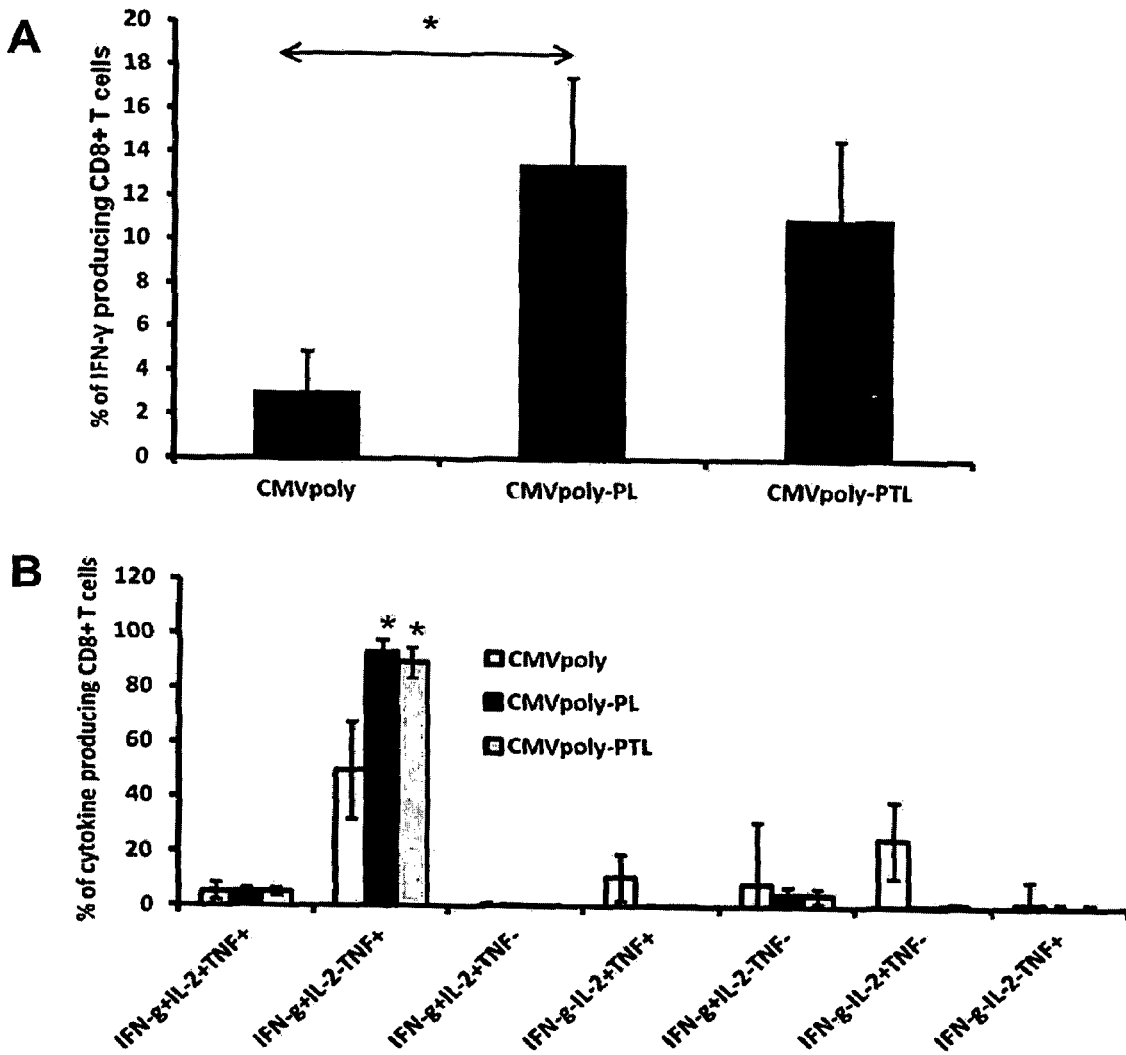 A
% of IFN-γ producing CD8+ T cells
20
18
16
14
12
10
8
6
4
2
0
*
CMVpoly
CMVpoly-PL
CMVpoly-PTL
B
% of cytokine producing CD8+ T cells
120
100
80
60
40
20
0
* *
CMVpoly
CMVpoly-PL
CMVpoly-PTL
IFN-g+IL-2+TNF+
IFN-g+IL-2-TNF+
IFN-g+IL-2+TNF-
IFN-g-IL-2+TNF+
IFN-g+IL-2-TNF-
IFN-g-IL-2+TNF-
IFN-g-IL-2-TNF+